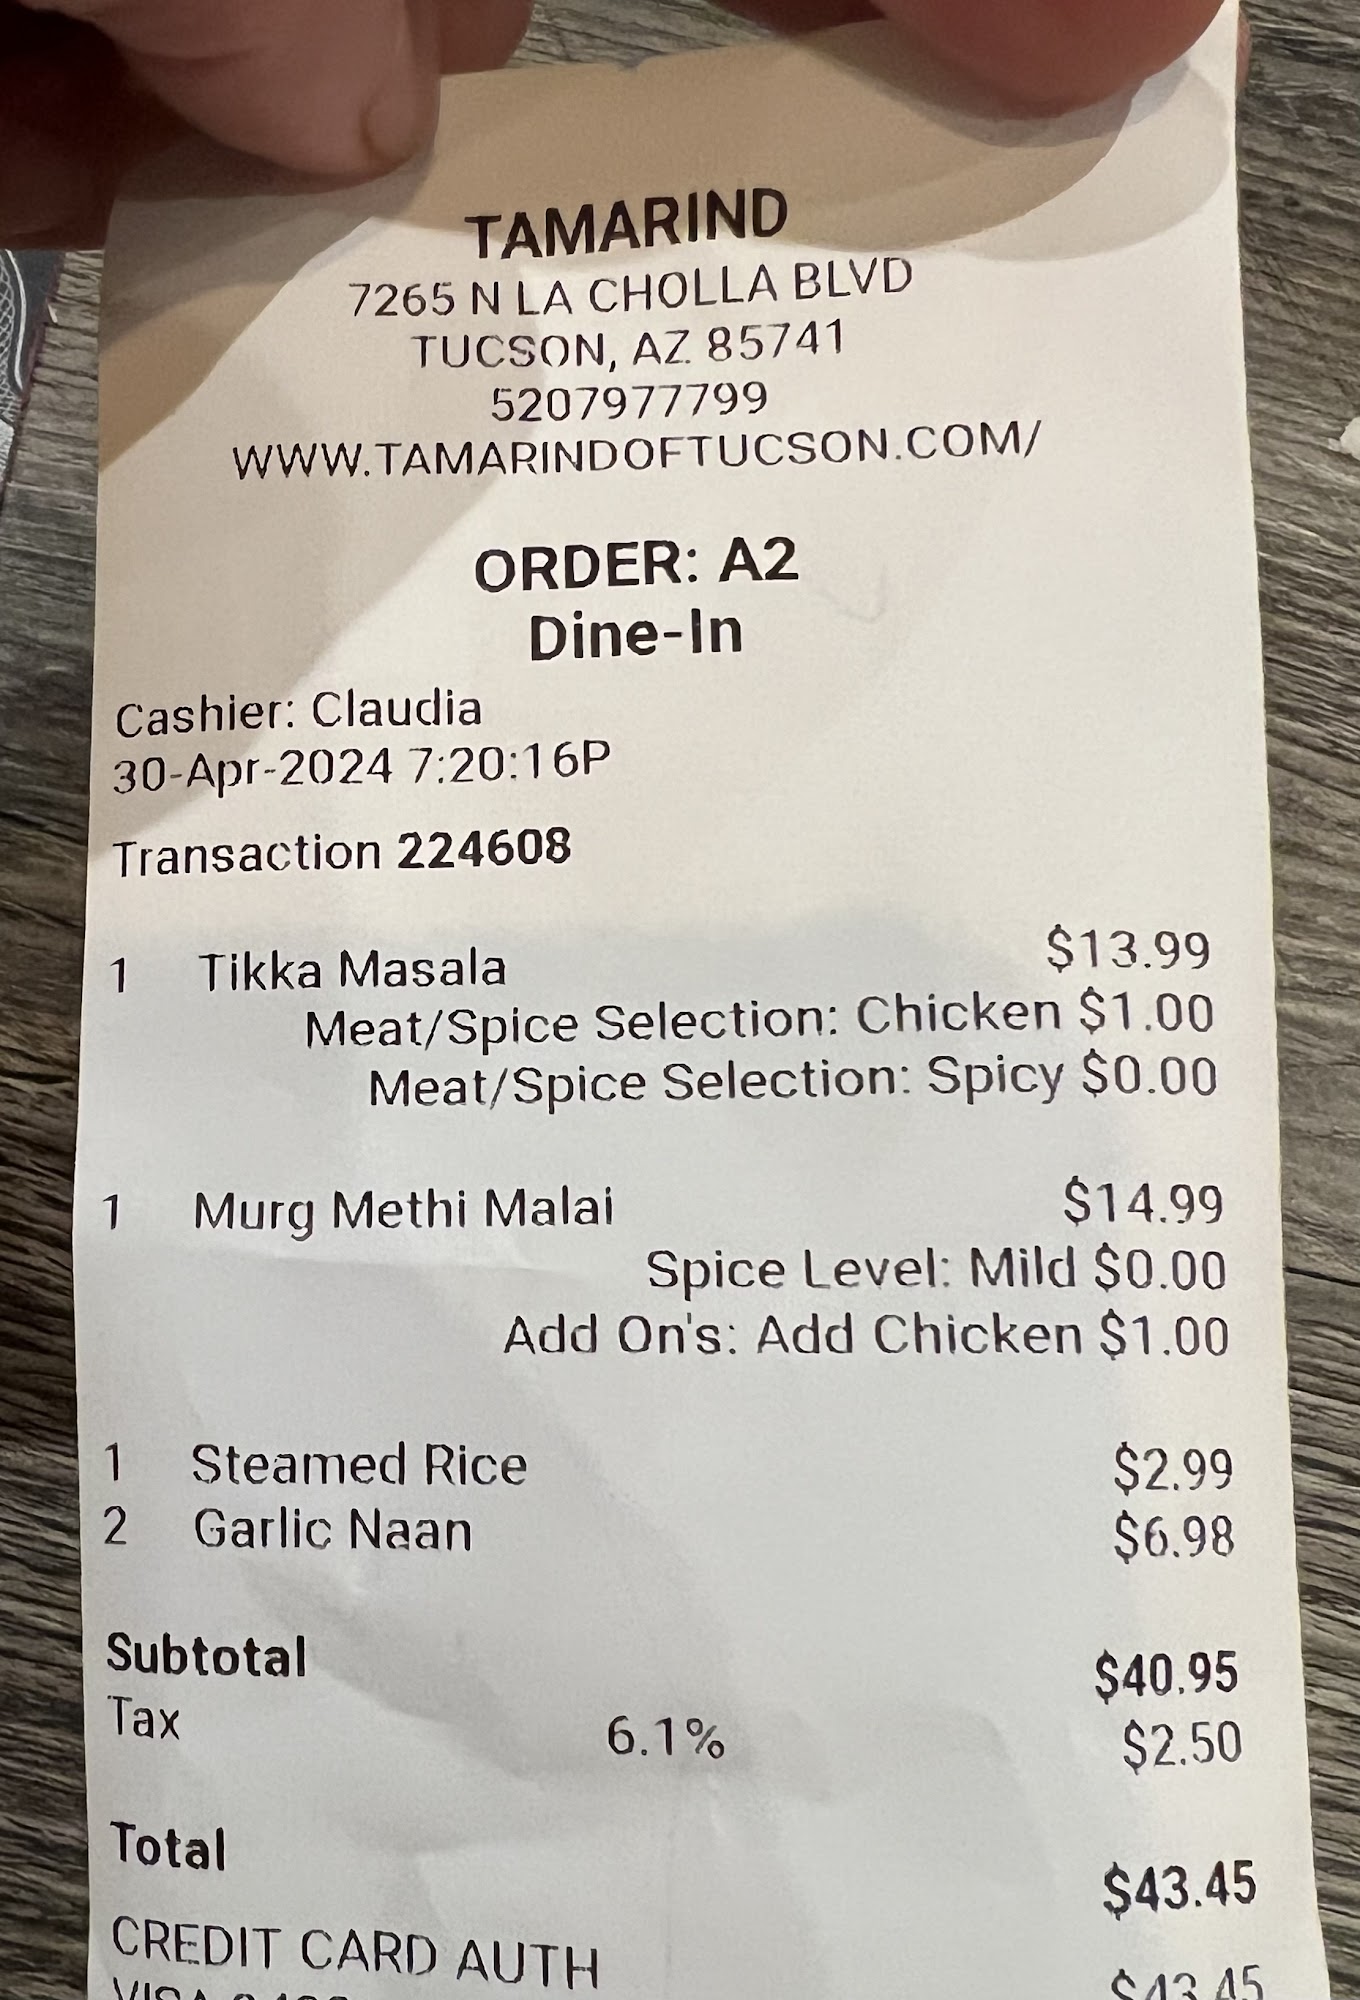 TAMARIND
7265 N LA CHOLLA BLVD
TUCSON, AZ 85741
5207977799
WWW.TAMARINDOFTUCSON.COM/
ORDER: A2
Dine-In
Cashier: Claudia
30-Apr-2024 7:20:16P
Transaction 224608
1 Tikka Masala $13.99
Meat/Spice Selection: Chicken $1.00
Meat/Spice Selection: Spicy $0.00
1 Murg Methi Malai $14.99
Spice Level: Mild $0.00
Add On's: Add Chicken $1.00
1 Steamed Rice $2.99
2 Garlic Naan $6.98
Subtotal $40.95
Tax 6.1% $2.50
Total $43.45
CREDIT CARD AUTH $43.45
VISA